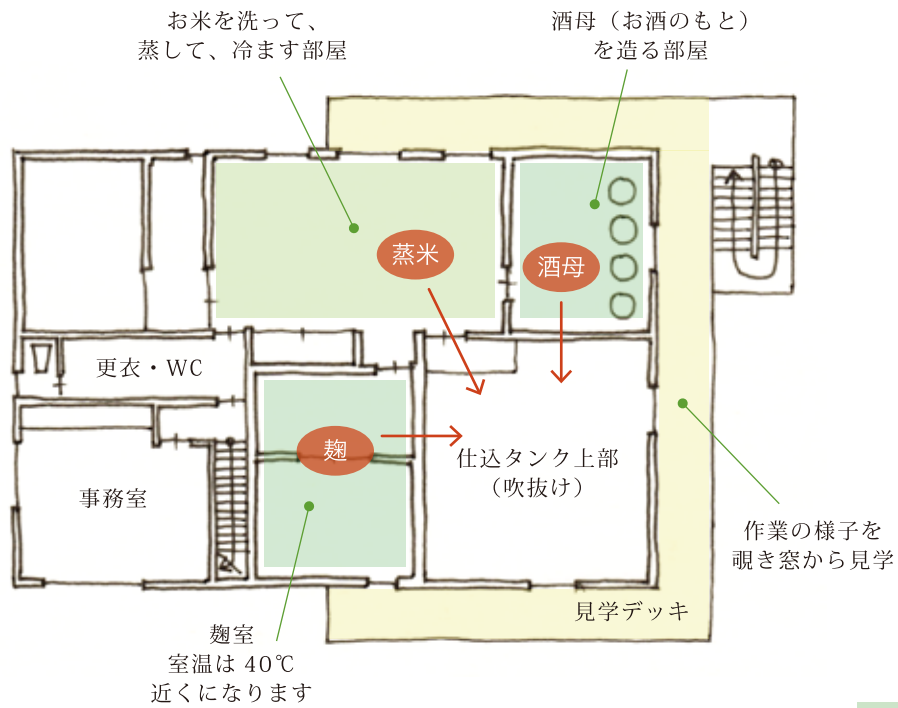 お米を洗って、
蒸して、冷ます部屋
酒母（お酒のもと）
を造る部屋
蒸米
酒母
更衣・WC
麹
仕込タンク上部
（吹抜け）
事務室
作業の様子を
覗き窓から見学
見学デッキ
麹室
室温は 40℃
近くになります